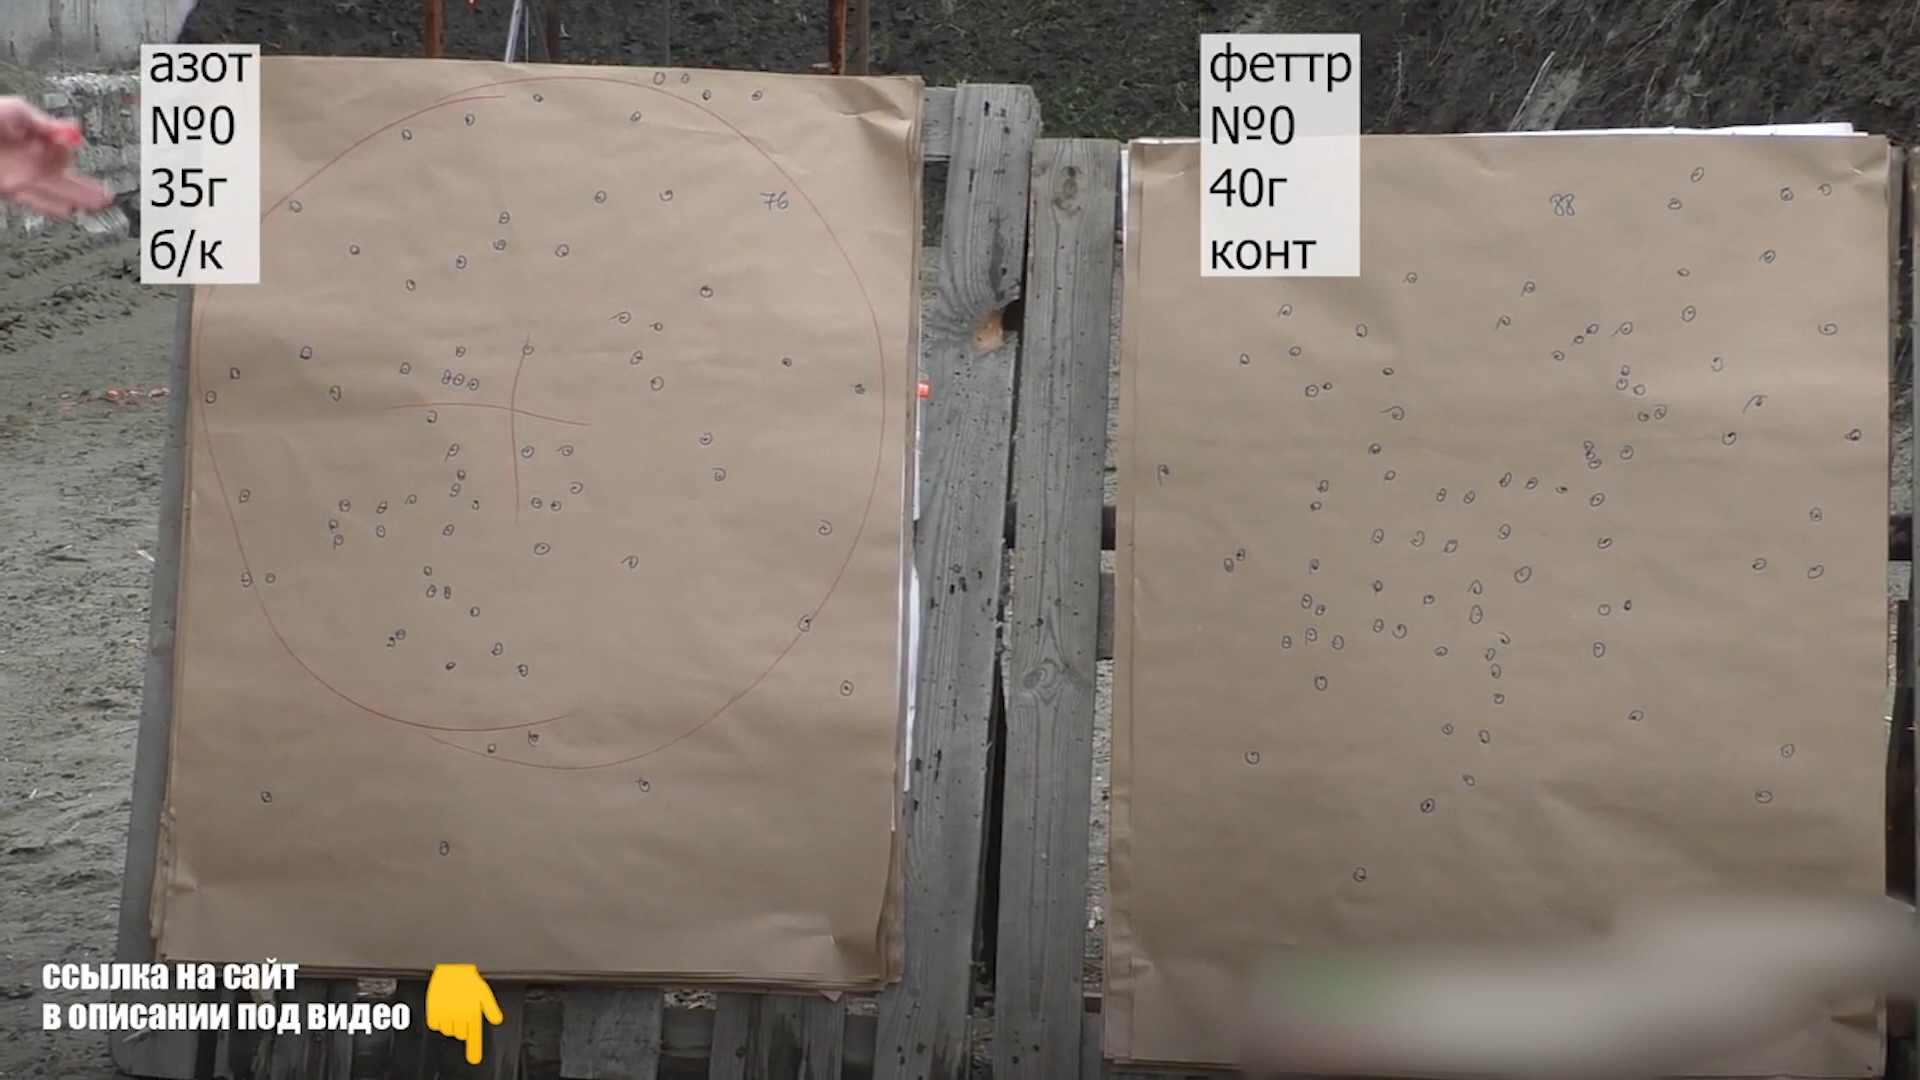 азот
№0
35г
б/к
76
феттр
№0
40г
конт
88
ссылка на сайт
в описании под видео